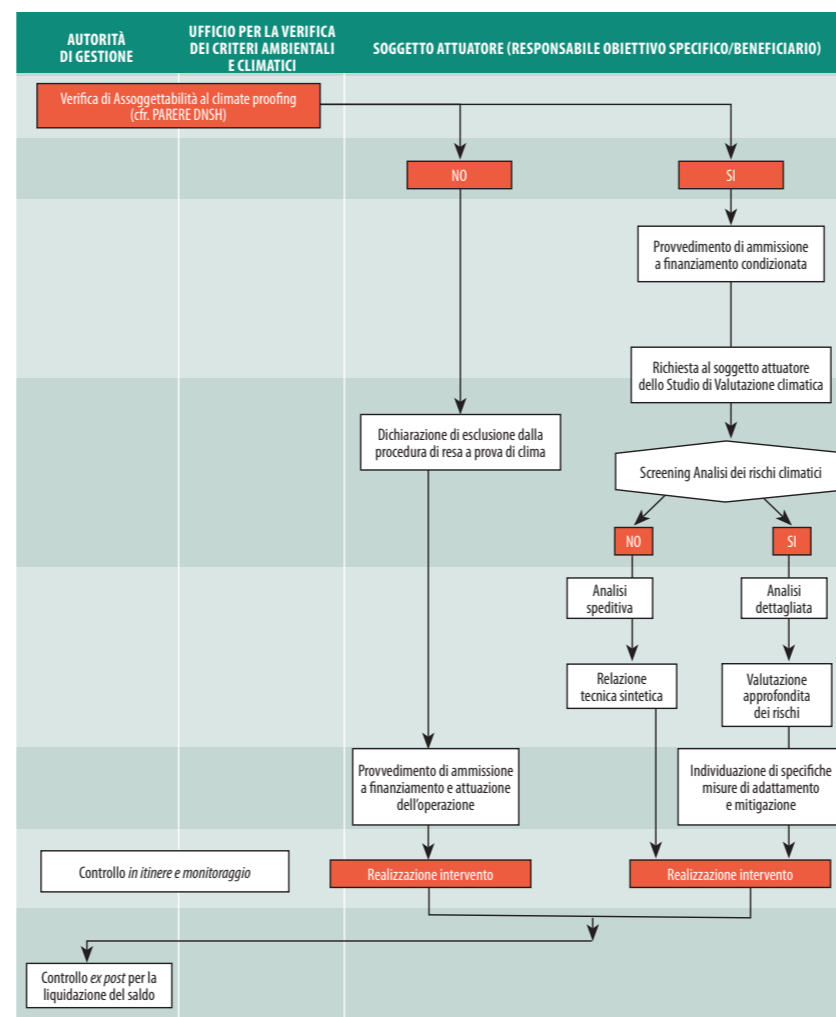 AUTORITÀ
DI GESTIONE
UFFICIO PER LA VERIFICA
DEI CRITERI AMBIENTALI
E CLIMATICI
SOGGETTO ATTUATORE (RESPONSABILE OBIETTIVO SPECIFICO/BENEFICIARIO)
Verifica di Assoggettabilità al climate proofing
(cfr. PARERE DNSH)
NO
SI
Provvedimento di ammissione
a finanziamento condizionata
Richiesta al soggetto attuatore
dello Studio di Valutazione climatica
Dichiarazione di esclusione dalla
procedura di resa a prova di clima
Screening Analisi dei rischi climatici
NO
SI
Analisi
speditiva
Analisi
dettagliata
Relazione
tecnica sintetica
Valutazione
approfondita
dei rischi
Provvedimento di ammissione
a finanziamento e attuazione
dell'operazione
Individuazione di specifiche
misure di adattamento
e mitigazione
Controllo in itinere e monitoraggio
Realizzazione intervento
Realizzazione intervento
Controllo ex post per la
liquidazione del saldo